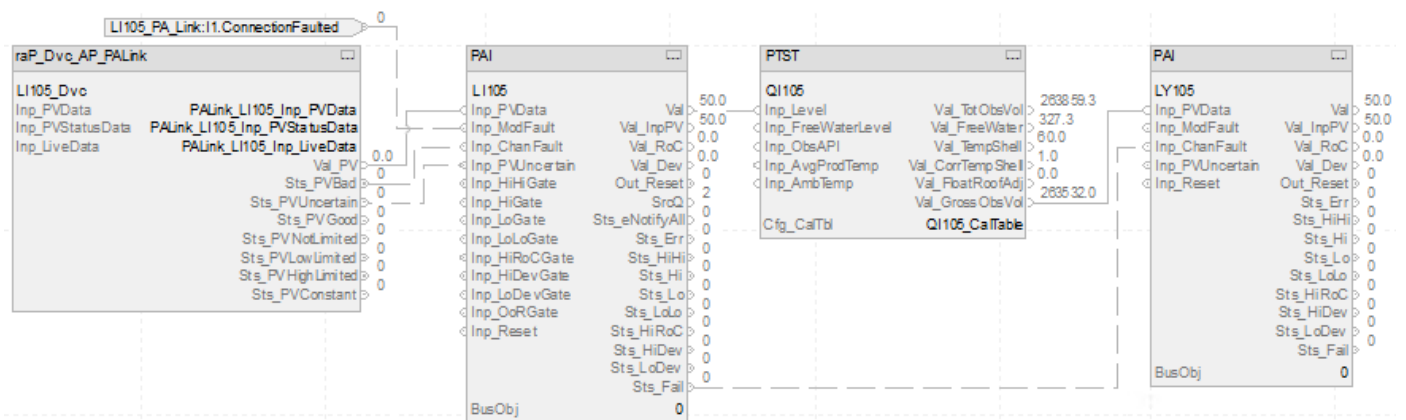 LI105_PA_Link:I1.ConnectionFaulted
0
raP_Dvc_AP_PALink
LI105_Dvc
Inp_PVData PALink_LI105_Inp_PVData
Inp_PVStatusData PALink_LI105_Inp_PVStatusData
Inp_LiveData PALink_LI105_Inp_LiveData
Val_PV 0.0
Sts_PVBad 0
Sts_PVUncertain 0
Sts_PVGood 0
Sts_PVNotLimited 0
Sts_PVLowLimited 0
Sts_PVHighLimited 0
Sts_PVConstant 0
PAI
LI105
Inp_PVData Val 50.0
Inp_ModFault Val_InpPV 50.0
Inp_ChanFault Val_RoC 0.0
Inp_PVUncertain Val_Dev 0.0
Inp_HiHiGate Out_Reset 0
Inp_HiGate SrcQ 2
Inp_LoGate Sts_eNotifyAll 0
Inp_LoLoGate Sts_Err 0
Inp_HiRoCGate Sts_HiHi 0
Inp_HiDevGate Sts_Hi 0
Inp_LoDevGate Sts_Lo 0
Inp_OoRGate Sts_LoLo 0
Inp_Reset Sts_HiRoC 0
Sts_HiDev 0
Sts_LoDev 0
Sts_Fail 0
BusObj 0
PTST
QI105
Inp_Level Val_TotObsVol 263859.3
Inp_FreeWaterLevel Val_FreeWater 327.3
Inp_ObsAPI Val_TempShell 60.0
Inp_AvgProdTemp Val_CorrTempShell 1.0
Inp_AmbTemp Val_FloatRoofAdj 0.0
Val_GrossObsVol 263532.0
Cfg_CalTbl QI105_CalTable
PAI
LY105
Inp_PVData Val 50.0
Inp_ModFault Val_InpPV 50.0
Inp_ChanFault Val_RoC 0.0
Inp_PVUncertain Val_Dev 0.0
Inp_Reset Out_Reset 0
Sts_Err 0
Sts_HiHi 0
Sts_Hi 0
Sts_Lo 0
Sts_LoLo 0
Sts_HiRoC 0
Sts_HiDev 0
Sts_LoDev 0
Sts_Fail 0
BusObj 0